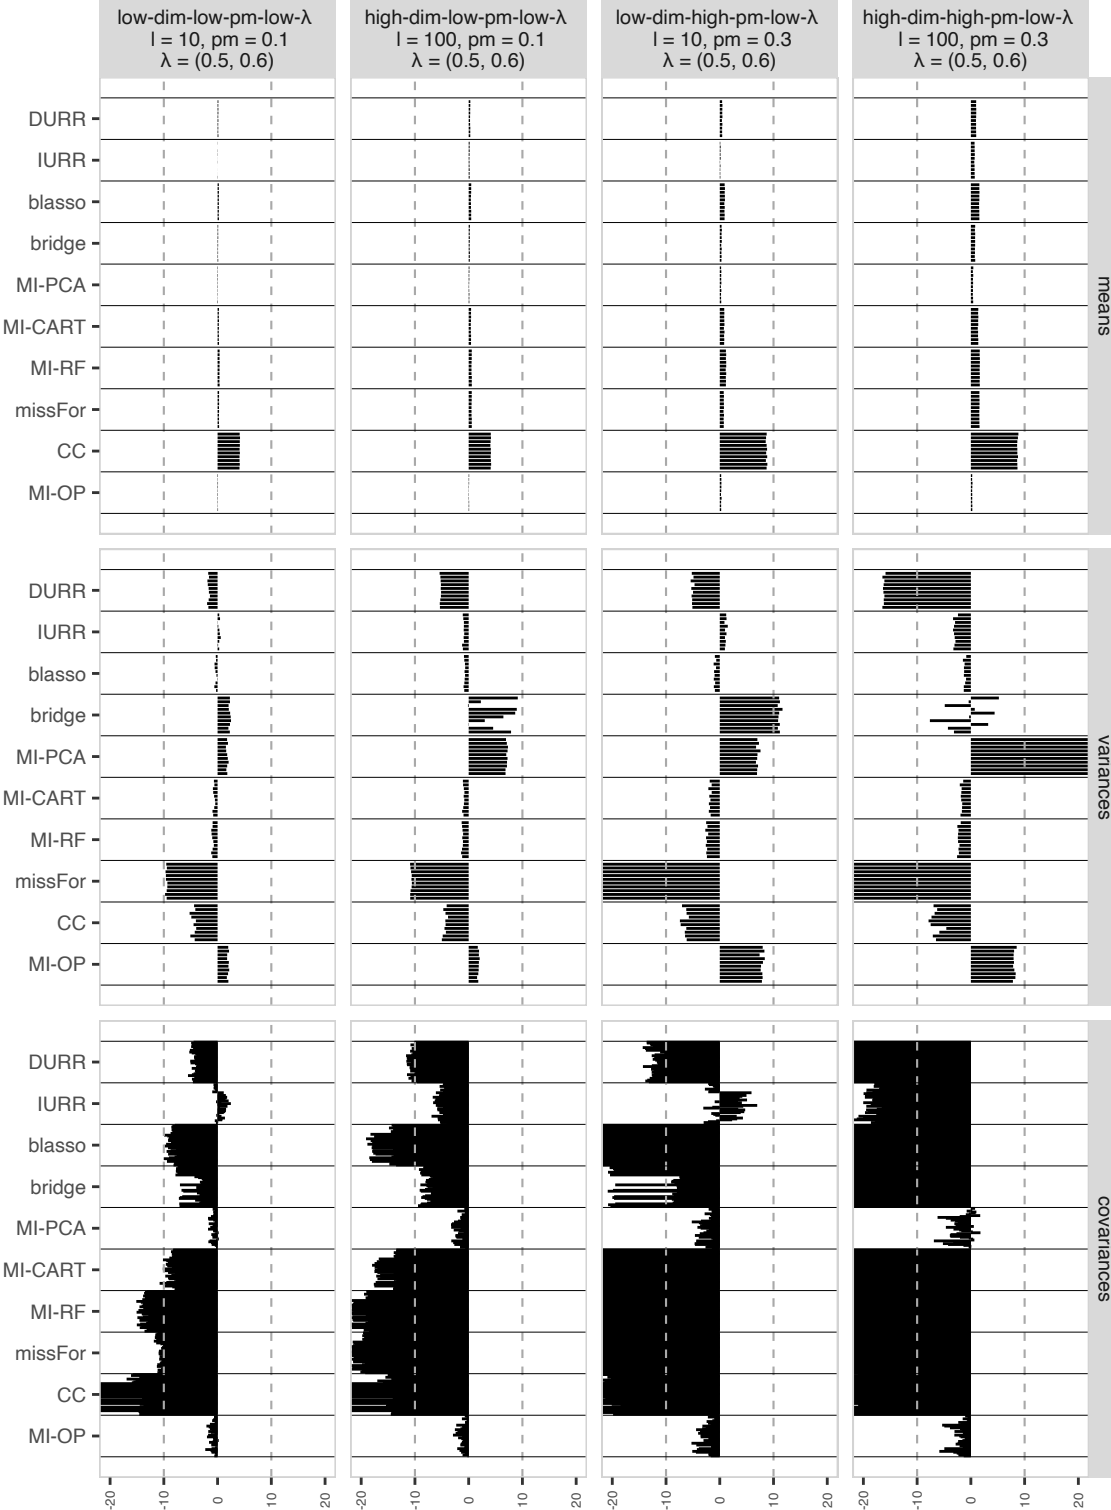 low-dim-low-pm-low-λ
l = 10, pm = 0.1
λ = (0.5, 0.6)
high-dim-low-pm-low-λ
l = 100, pm = 0.1
λ = (0.5, 0.6)
low-dim-high-pm-low-λ
l = 10, pm = 0.3
λ = (0.5, 0.6)
high-dim-high-pm-low-λ
l = 100, pm = 0.3
λ = (0.5, 0.6)
DURR
IURR
blasso
bridge
MI-PCA
MI-CART
MI-RF
missFor
CC
MI-OP
means
DURR
IURR
blasso
bridge
MI-PCA
MI-CART
MI-RF
missFor
CC
MI-OP
variances
DURR
IURR
blasso
bridge
MI-PCA
MI-CART
MI-RF
missFor
CC
MI-OP
covariances
-20 -10 0 10 20
-20 -10 0 10 20
-20 -10 0 10 20
-20 -10 0 10 20